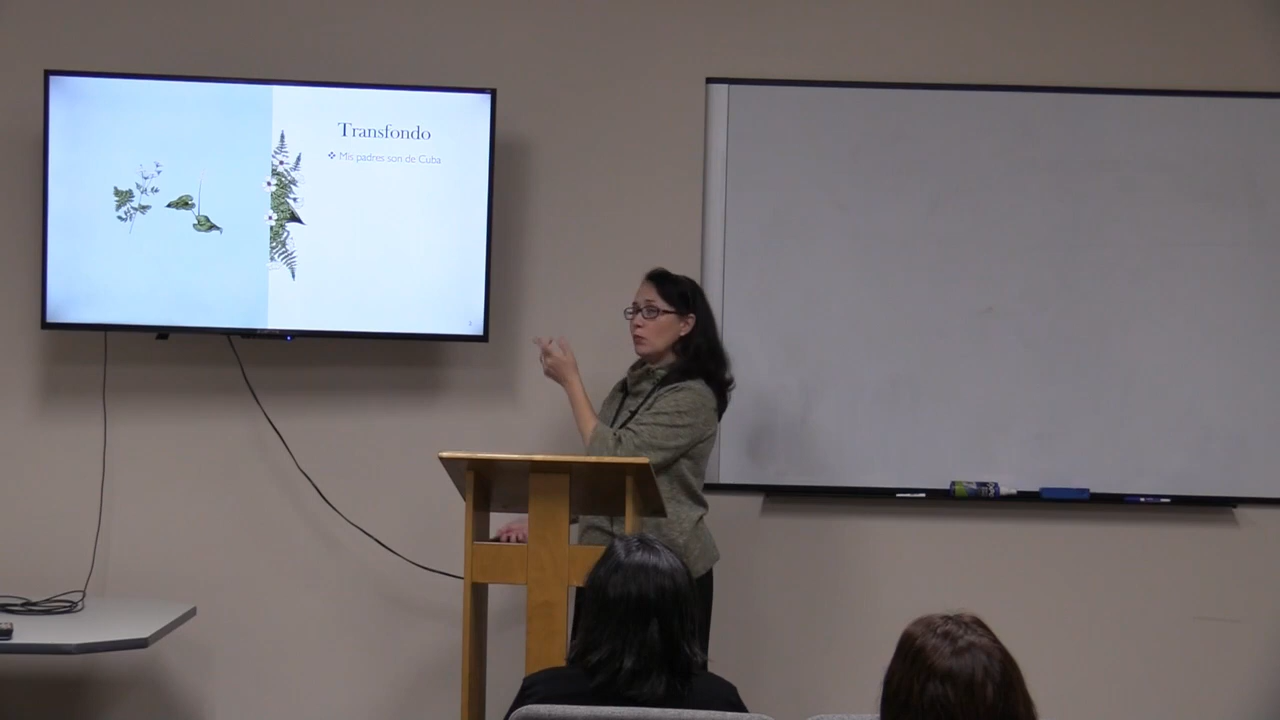 Transfondo
❖ Mis padres son de Cuba